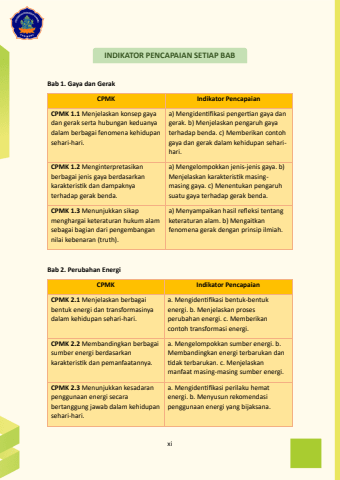 INDIKATOR PENCAPAIAN SETIAP BAB
Bab 1. Gaya dan Gerak
CPMK
Indikator Pencapaian
CPMK 1.1 Menjelaskan konsep gaya
dan gerak serta hubungan keduanya
dalam berbagai fenomena kehidupan
sehari-hari.
a) Mengidentifikasi pengertian gaya dan
gerak. b) Menjelaskan pengaruh gaya
terhadap benda. c) Memberikan contoh
gaya dan gerak dalam kehidupan sehari-
hari.
CPMK 1.2 Menginterpretasikan
berbagai jenis gaya berdasarkan
karakteristik dan dampaknya
terhadap gerak benda.
a) Mengelompokkan jenis-jenis gaya. b)
Menjelaskan karakteristik masing-
masing gaya. c) Menentukan pengaruh
suatu gaya terhadap gerak benda.
CPMK 1.3 Menunjukkan sikap
menghargai keteraturan hukum alam
sebagai bagian dari pengembangan
nilai kebenaran (truth).
a) Menyampaikan hasil refleksi tentang
keteraturan alam. b) Mengaitkan
fenomena gerak dengan prinsip ilmiah.
Bab 2. Perubahan Energi
CPMK
Indikator Pencapaian
CPMK 2.1 Menjelaskan berbagai
bentuk energi dan transformasinya
dalam kehidupan sehari-hari.
a. Mengidentifikasi bentuk-bentuk
energi. b. Menjelaskan proses
perubahan energi. c. Memberikan
contoh transformasi energi.
CPMK 2.2 Membandingkan berbagai
sumber energi berdasarkan
karakteristik dan pemanfaatannya.
a. Mengelompokkan sumber energi. b.
Membandingkan energi terbarukan dan
tidak terbarukan. c. Menjelaskan
manfaat masing-masing sumber energi.
CPMK 2.3 Menunjukkan kesadaran
penggunaan energi secara
bertanggung jawab dalam kehidupan
sehari-hari.
a. Mengidentifikasi perilaku hemat
energi. b. Menyusun rekomendasi
penggunaan energi yang bijaksana.
xi